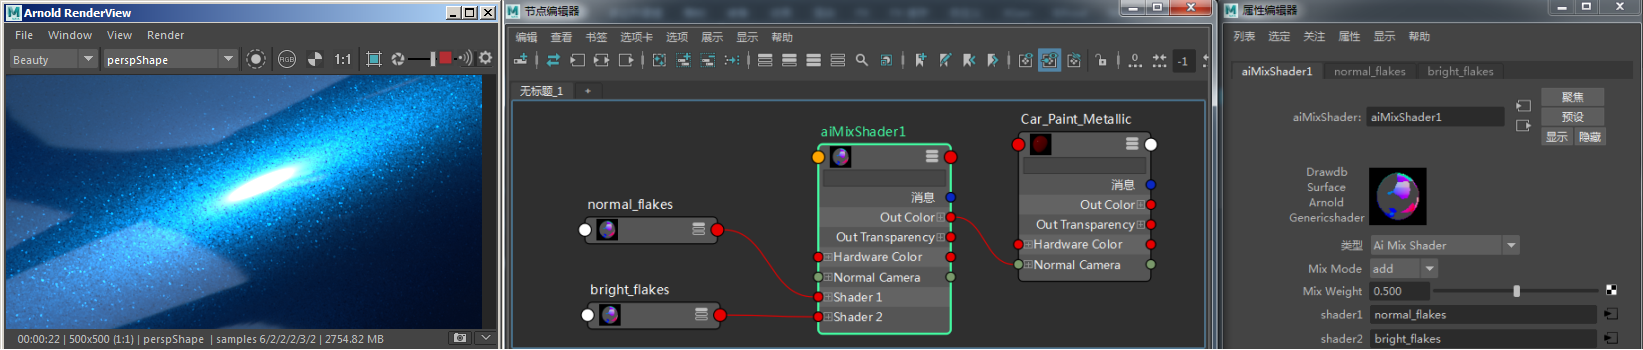 Arnold RenderView
File Window View Render
Beauty perspShape RGB 1:1
00:00:22 | 500x500 (1:1) | perspShape | samples 6/2/2/2/3/2 | 2754.82 MB
节点编辑器
编辑 查看 书签 选项卡 选项 展示 显示 帮助
0 -1
无标题_1 +
normal_flakes
bright_flakes
aiMixShader1
消息
Out Color
Out Transparency
Hardware Color
Normal Camera
Shader 1
Shader 2
Car_Paint_Metallic
消息
Out Color
Out Transparency
Hardware Color
Normal Camera
属性编辑器
列表 选定 关注 属性 显示 帮助
aiMixShader1 normal_flakes bright_flakes
aiMixShader: aiMixShader1
聚焦
预设
显示 隐藏
Drawdb
Surface
Arnold
Genericshader
类型 Ai Mix Shader
Mix Mode add
Mix Weight 0.500
shader1 normal_flakes
shader2 bright_flakes